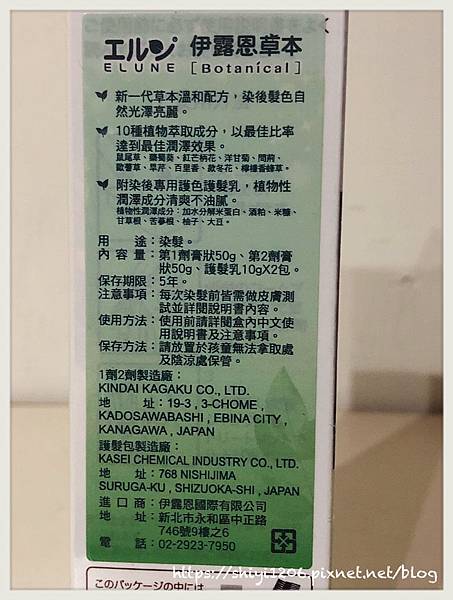 エルン 伊露恩草本
ELUNE [Botanical]
新一代草本溫和配方，染後髮色自
然光澤亮麗。
10種植物萃取成分，以最佳比率
達到最佳潤澤效果。
鼠尾草、藥蜀葵、紅芒柄花、洋甘菊、問荊、
歐蓍草、旱芹、百里香、款冬花、檸檬香蜂草。
附染後專用護色護髮乳，植物性
潤澤成分清爽不油膩。
植物性潤澤成分：加水分解米蛋白、酒粕、米糠、
甘草根、苦蔘根、柚子、大豆。
用途：染髮。
內容量：第1劑膏狀50g、第2劑膏
狀50g、護髮乳10gX2包。
保存期限：5年。
注意事項：每次染髮前皆需做皮膚測
試並詳閱說明書內容。
使用方法：使用前請詳閱盒內中文使
用說明書及注意事項。
保存方法：請放置於孩童無法拿取處
及陰涼處保管。
1劑2劑製造廠：
KINDAI KAGAKU CO., LTD.
地址：19-3 , 3-CHOME ,
KADOSAWABASHI , EBINA CITY ,
KANAGAWA , JAPAN
護髮包製造廠：
KASEI CHEMICAL INDUSTRY CO., LTD.
地址：768 NISHIJIMA
SURUGA-KU , SHIZUOKA-SHI , JAPAN
進口商：伊露恩國際有限公司
地址：新北市永和區中正路
746號9樓之6
電話：02-2923-7950
このパッケージの中には
https://shiyi1206.pixnet.net/blog